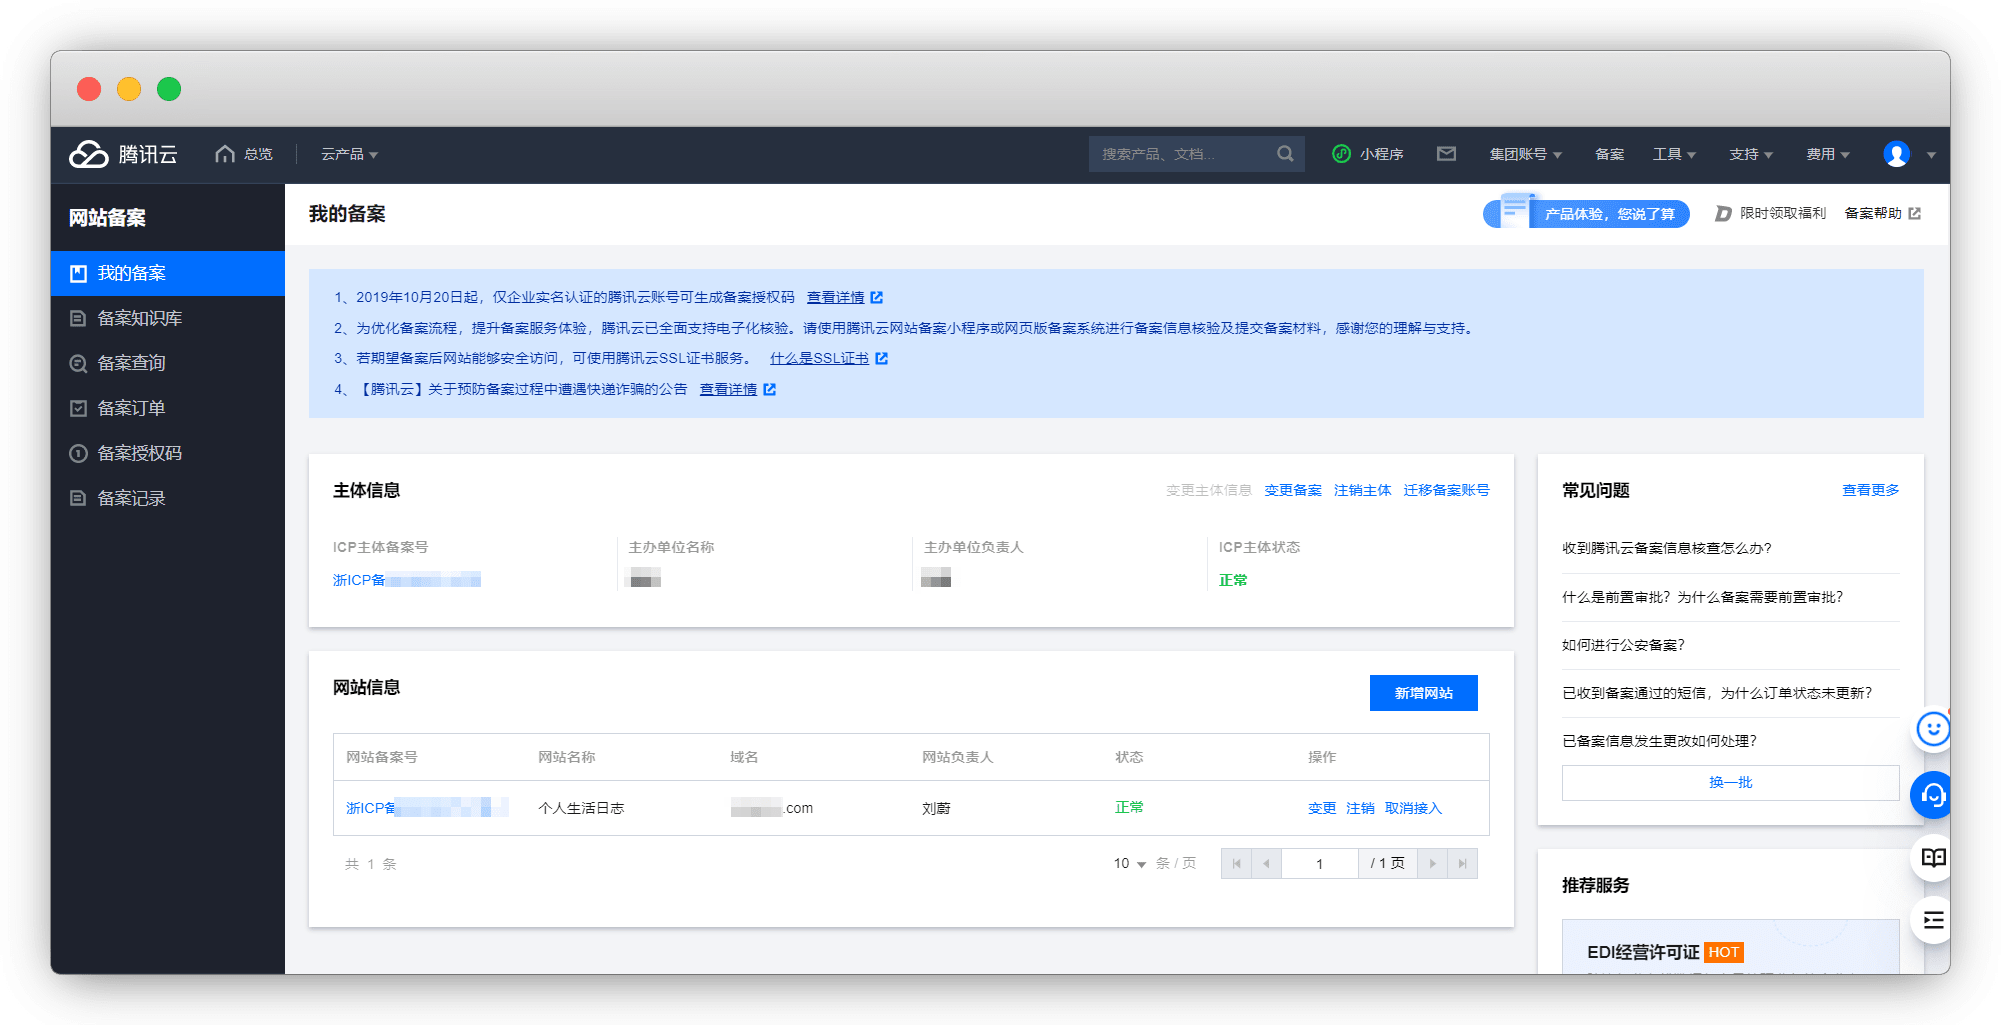 腾讯云 总览 云产品 搜索产品、文档... 小程序 集团账号 备案 工具 支持 费用
网站备案
我的备案
备案知识库
备案查询
备案订单
备案授权码
备案记录
我的备案 产品体验，您说了算 限时领取福利 备案帮助
1、2019年10月20日起，仅企业实名认证的腾讯云账号可生成备案授权码 查看详情
2、为优化备案流程，提升备案服务体验，腾讯云已全面支持电子化核验。请使用腾讯云网站备案小程序或网页版备案系统进行备案信息核验及提交备案材料，感谢您的理解与支持。
3、若期望备案后网站能够安全访问，可使用腾讯云SSL证书服务。 什么是SSL证书
4、【腾讯云】关于预防备案过程中遭遇快递诈骗的公告 查看详情
主体信息 变更主体信息 变更备案 注销主体 迁移备案账号
ICP主体备案号 主办单位名称 主办单位负责人 ICP主体状态
浙ICP备 正常
网站信息 新增网站
网站备案号 网站名称 域名 网站负责人 状态 操作
浙ICP备 个人生活日志 .com 刘蔚 正常 变更 注销 取消接入
共 1 条 10 条 / 页 1 / 1 页
常见问题 查看更多
收到腾讯云备案信息核查怎么办?
什么是前置审批？为什么备案需要前置审批?
如何进行公安备案?
已收到备案通过的短信，为什么订单状态未更新?
已备案信息发生更改如何处理?
换一批
推荐服务
EDI经营许可证 HOT